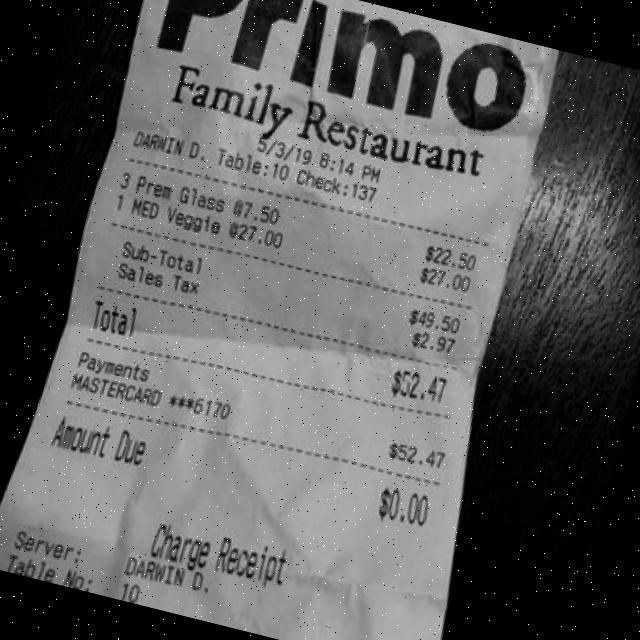 Primo
Family Restaurant
5/3/19 6:14 PM
DARWIN D. Table:10 Check:137
3 Prem Glass @7.50 $22.50
1 MED Veggie @27.00 $27.00
Sub-Total $49.50
Sales Tax $2.97
Total $52.47
Payments
MASTERCARD ***6170 $52.47
Amount Due $0.00
Charge Receipt
Server: DARWIN D.
Table No: 10